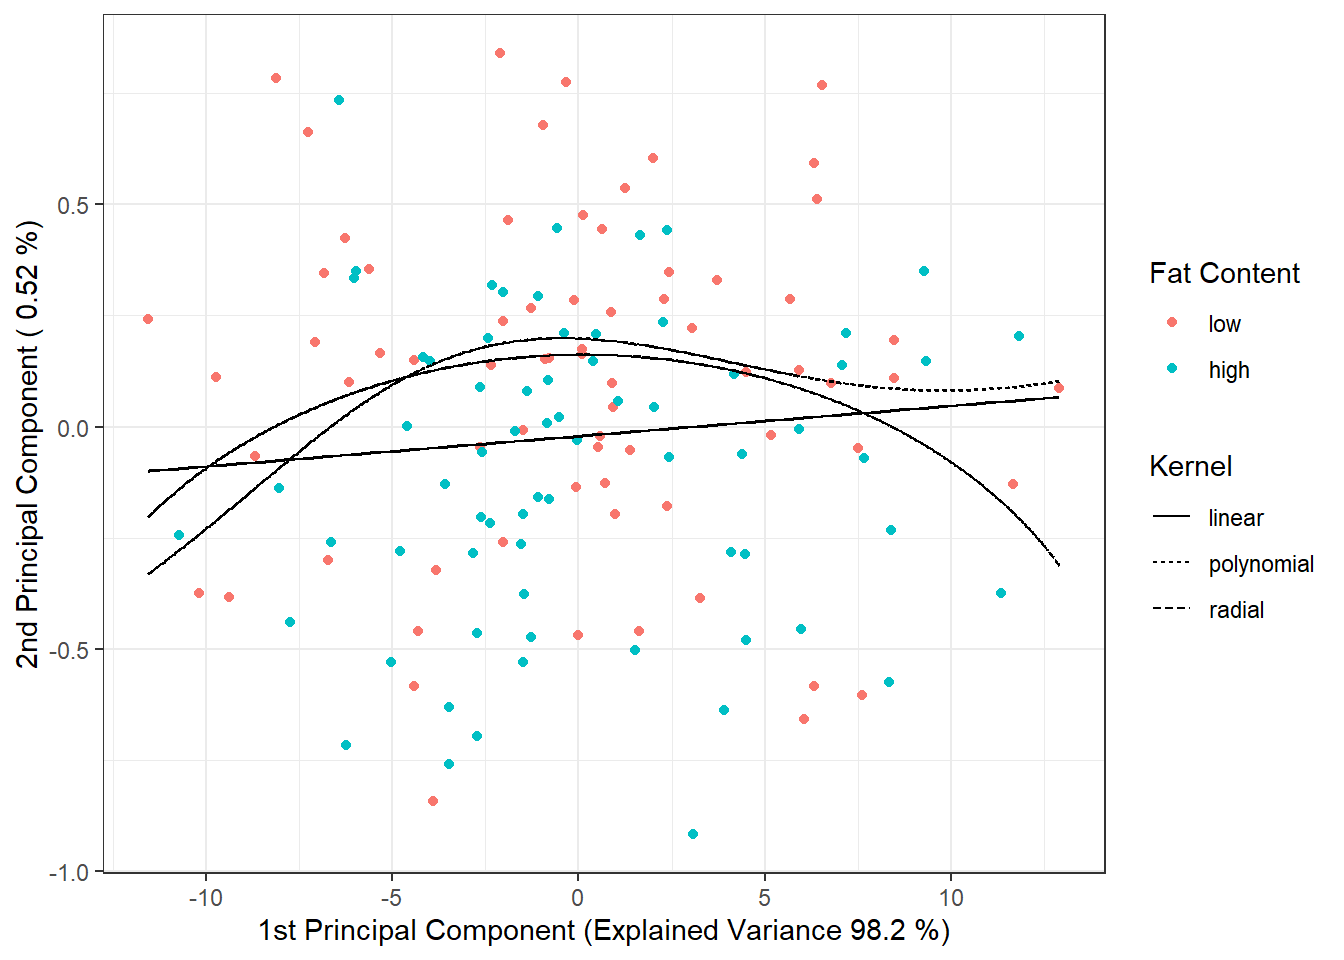 0.5
0.0
-0.5
-1.0
2nd Principal Component ( 0.52 %)
-10
-5
0
5
10
1st Principal Component (Explained Variance 98.2 %)
Fat Content
low
high
Kernel
linear
polynomial
radial